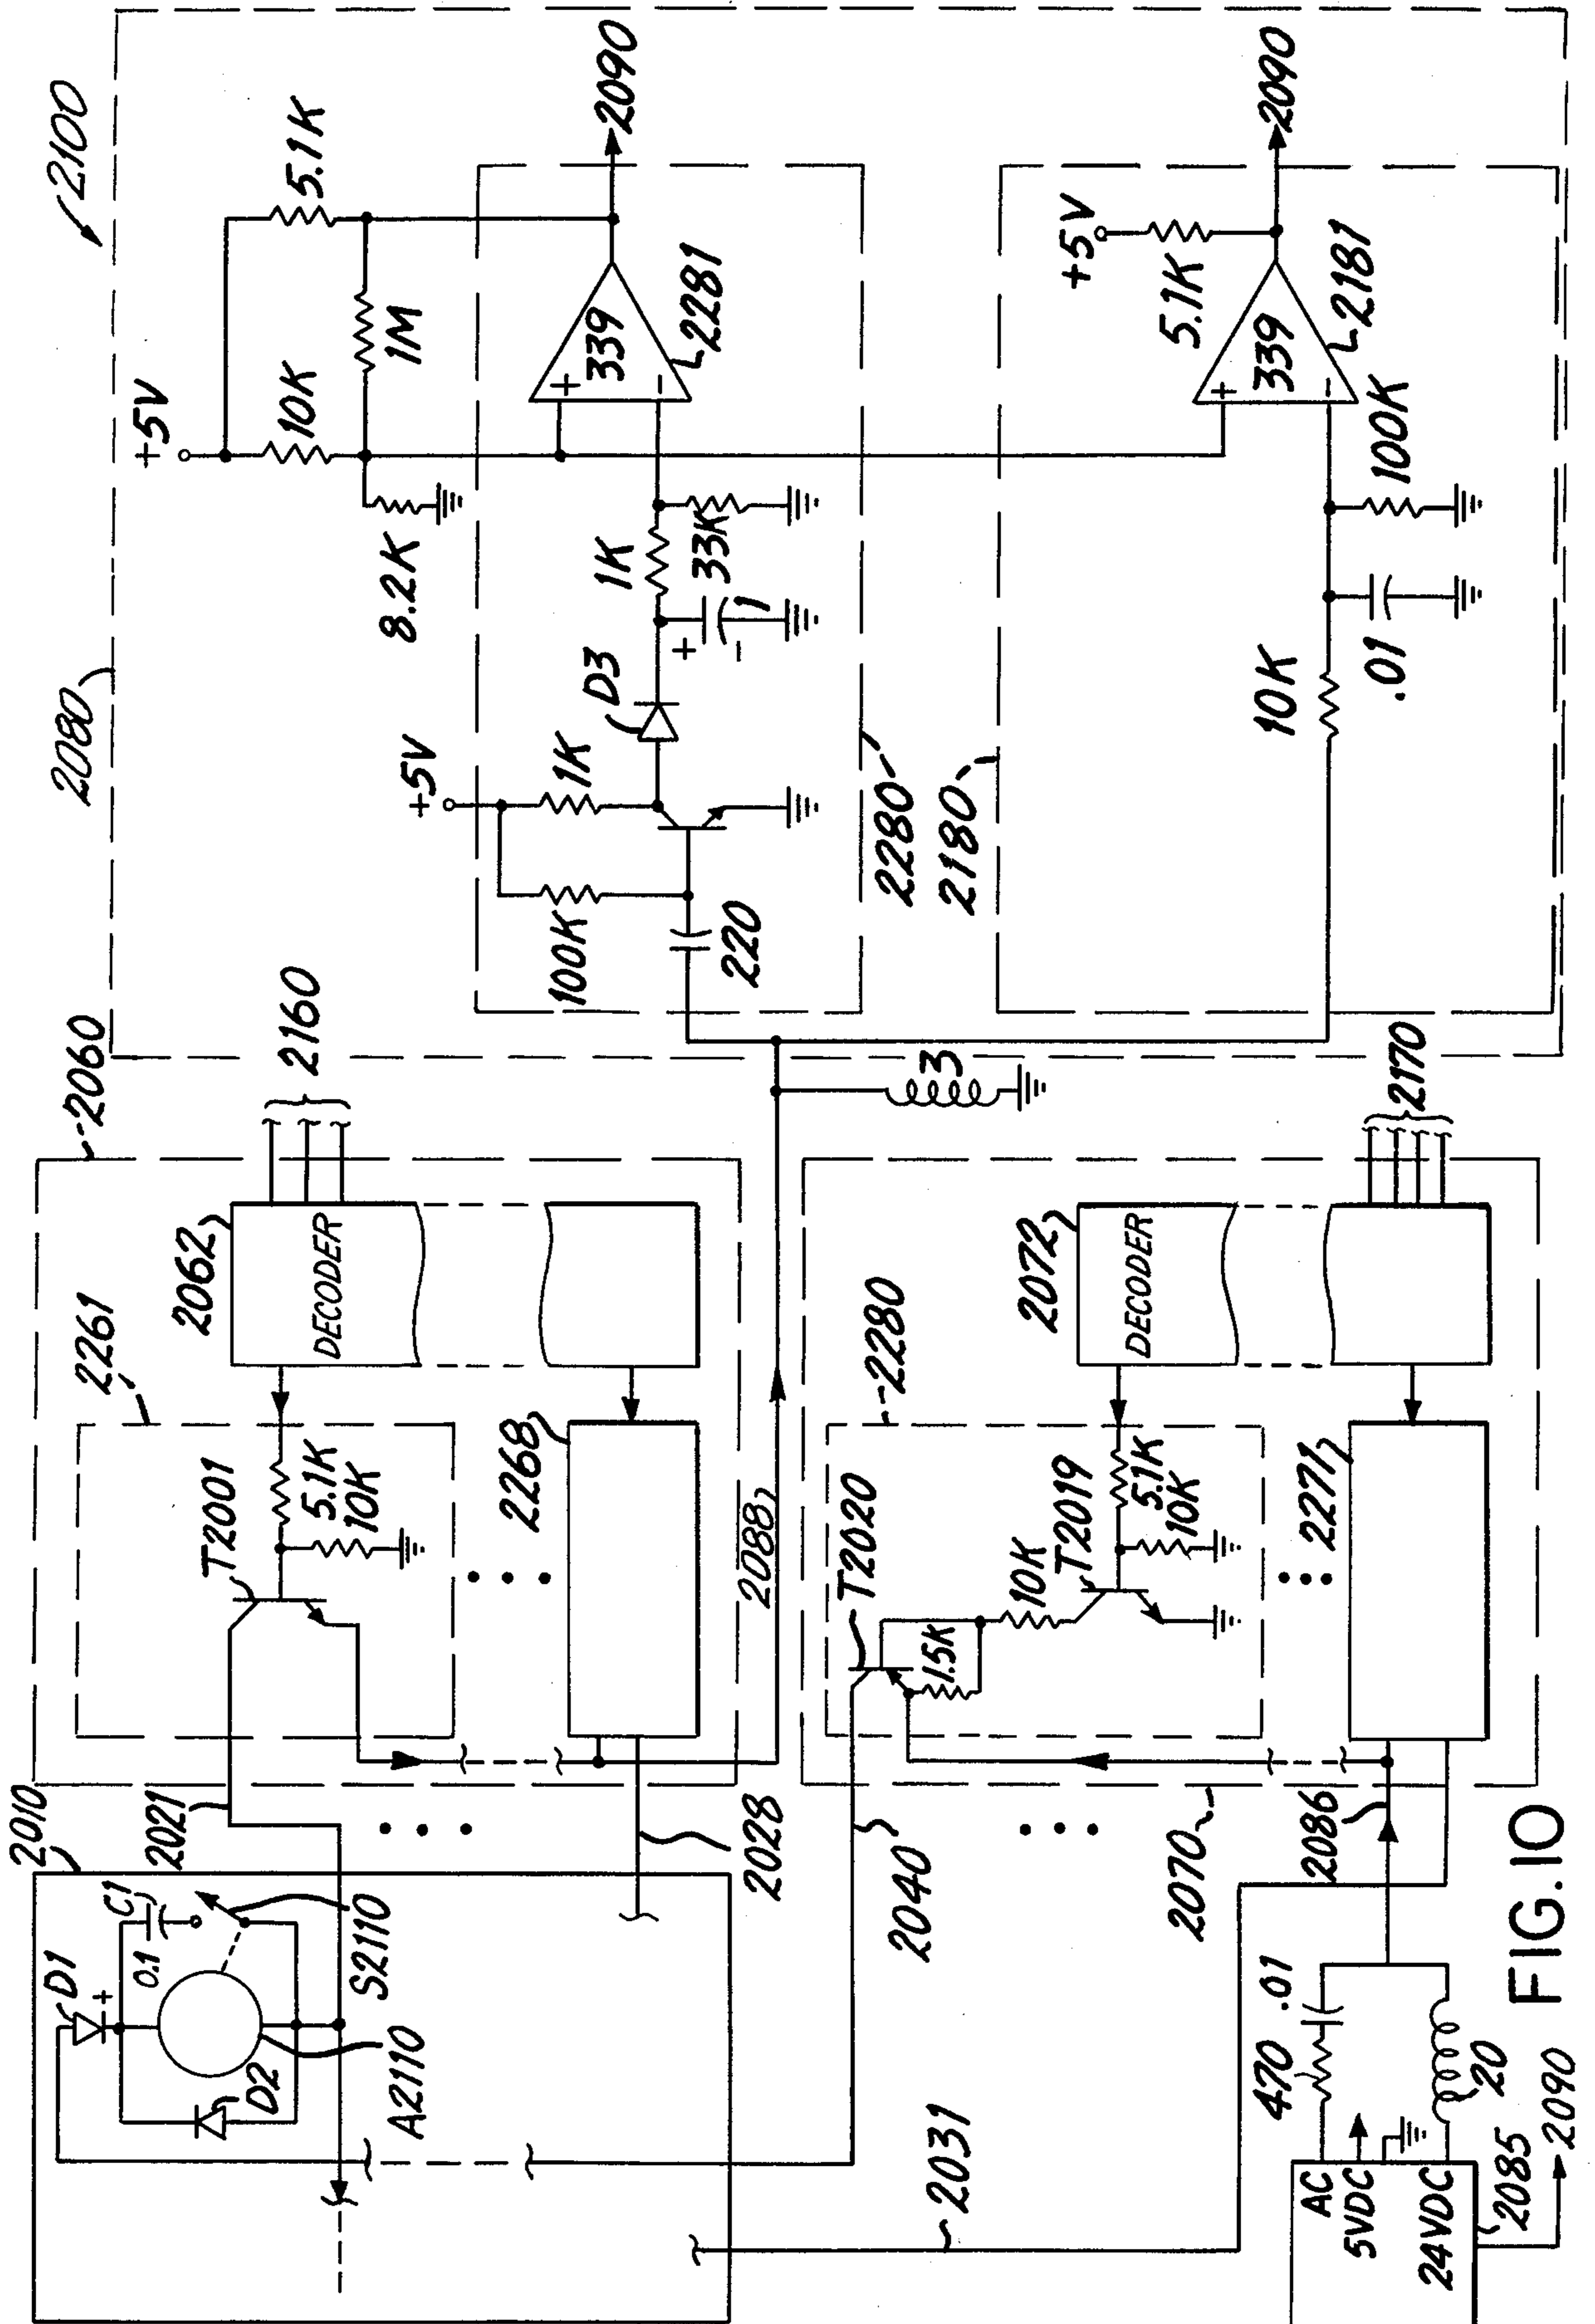 2010
2021
C1
D1
+
0.1
S2110
D2
A2110
2028
2040
2031
2261
T2001
5.1K
10K
2062
DECODER
2268
2060
2160
2088
2280
T2020
1.5K
10K
T2019
5.1K
10K
2072
DECODER
2271
2170
2070
2086
470
.01
20
AC
5VDC
24VDC
2085
2090
3
2080
2100
+5V
10K
5.1K
1M
8.2K
+5V
100K
1K
220
D3
+
-
1
1K
33K
+
339
-
2281
2090
2280
2180
10K
.01
100K
+5V
5.1K
+
339
-
2181
2090
FIG.10